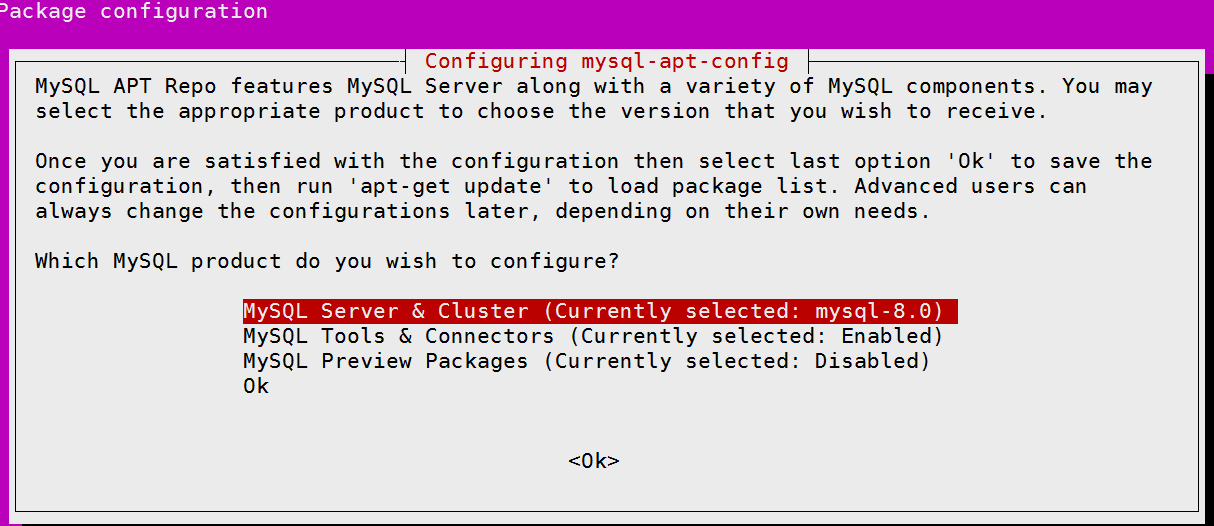 Package configuration
Configuring mysql-apt-config
MySQL APT Repo features MySQL Server along with a variety of MySQL components. You may
select the appropriate product to choose the version that you wish to receive.
Once you are satisfied with the configuration then select last option 'Ok' to save the
configuration, then run 'apt-get update' to load package list. Advanced users can
always change the configurations later, depending on their own needs.
Which MySQL product do you wish to configure?
MySQL Server & Cluster (Currently selected: mysql-8.0)
MySQL Tools & Connectors (Currently selected: Enabled)
MySQL Preview Packages (Currently selected: Disabled)
Ok
<Ok>